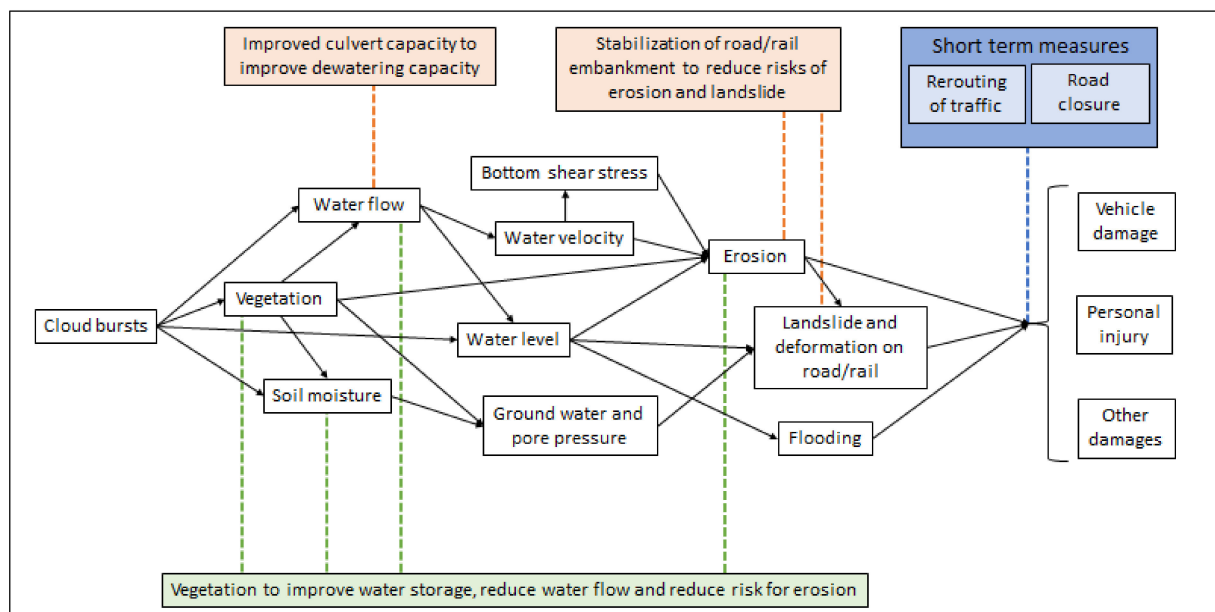 Improved culvert capacity to
improve dewatering capacity
Stabilization of road/rail
embankment to reduce risks of
erosion and landslide
Short term measures
Rerouting
of traffic
Road
closure
Bottom shear stress
Water flow
Water velocity
Vehicle
damage
Erosion
Vegetation
Cloud bursts
Water level
Landslide and
deformation on
road/rail
Personal
injury
Soil moisture
Ground water and
pore pressure
Flooding
Other
damages
Vegetation to improve water storage, reduce water flow and reduce risk for erosion